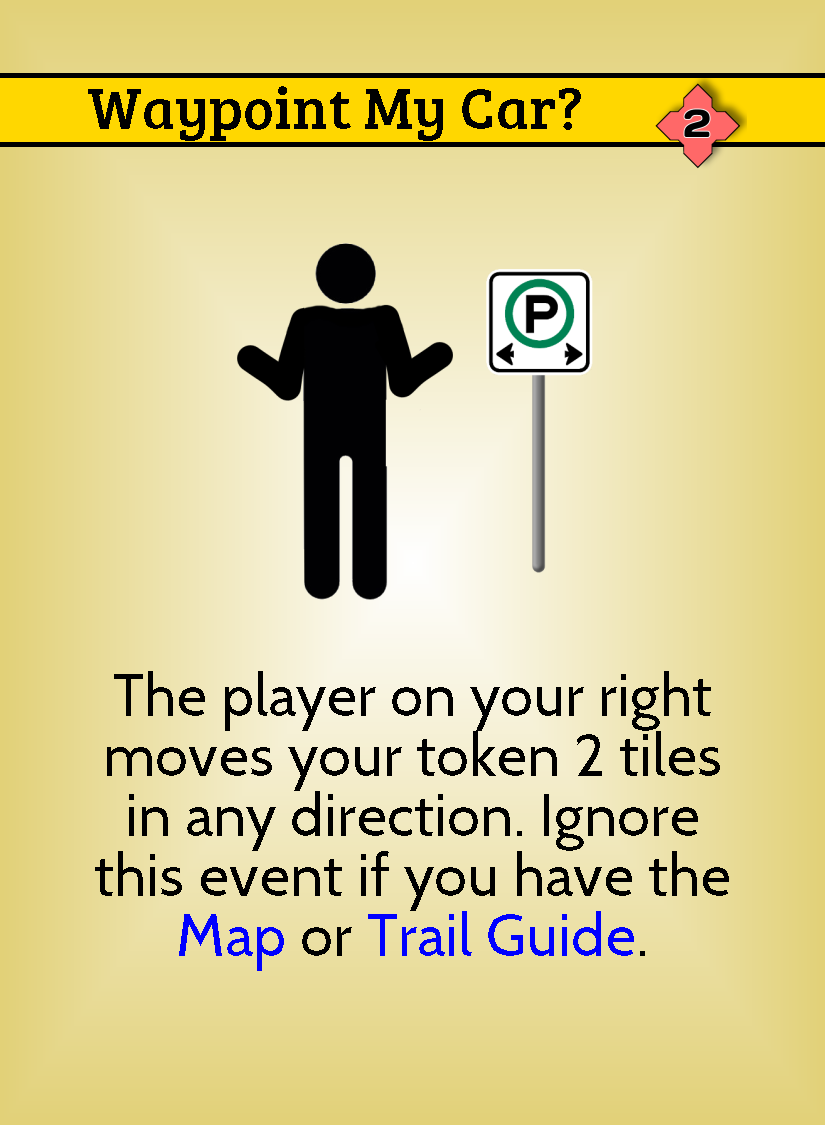 Waypoint My Car?
2
P
The player on your right
moves your token 2 tiles
in any direction. Ignore
this event if you have the
Map or Trail Guide.